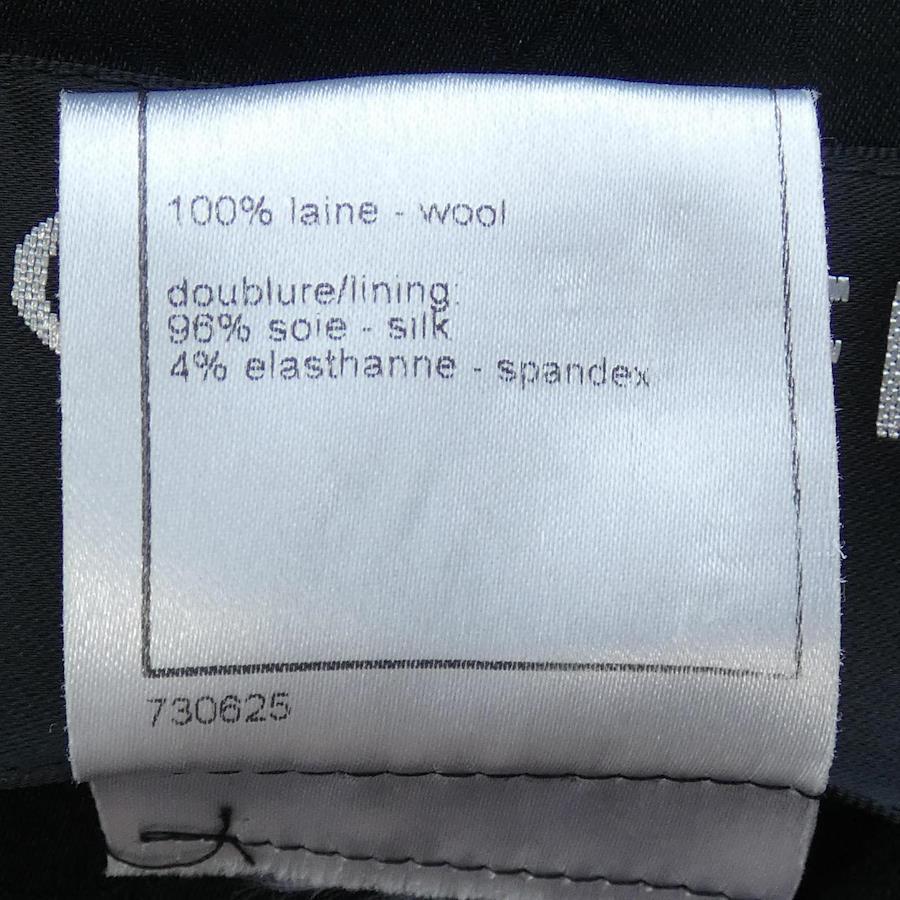 100% laine - wool
doublure/lining:
96% soie - silk
4% elasthanne - spandex
730625